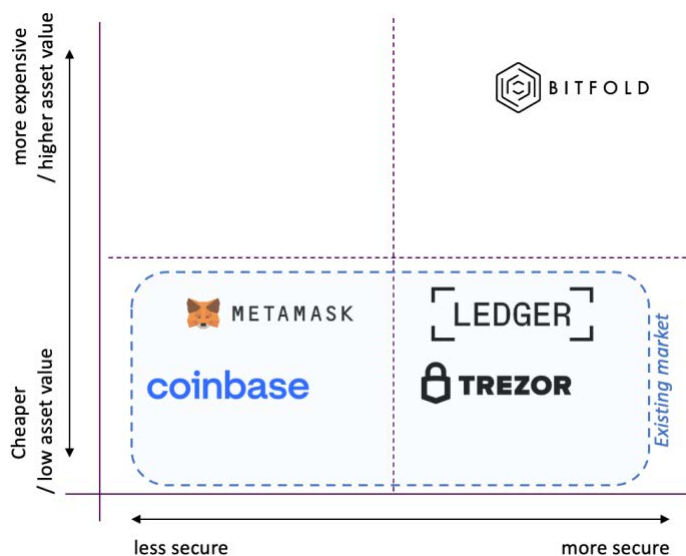 more expensive
/ higher asset value
BITFOLD
METAMASK
LEDGER
coinbase
TREZOR
Existing market
Cheaper
/ low asset value
less secure
more secure